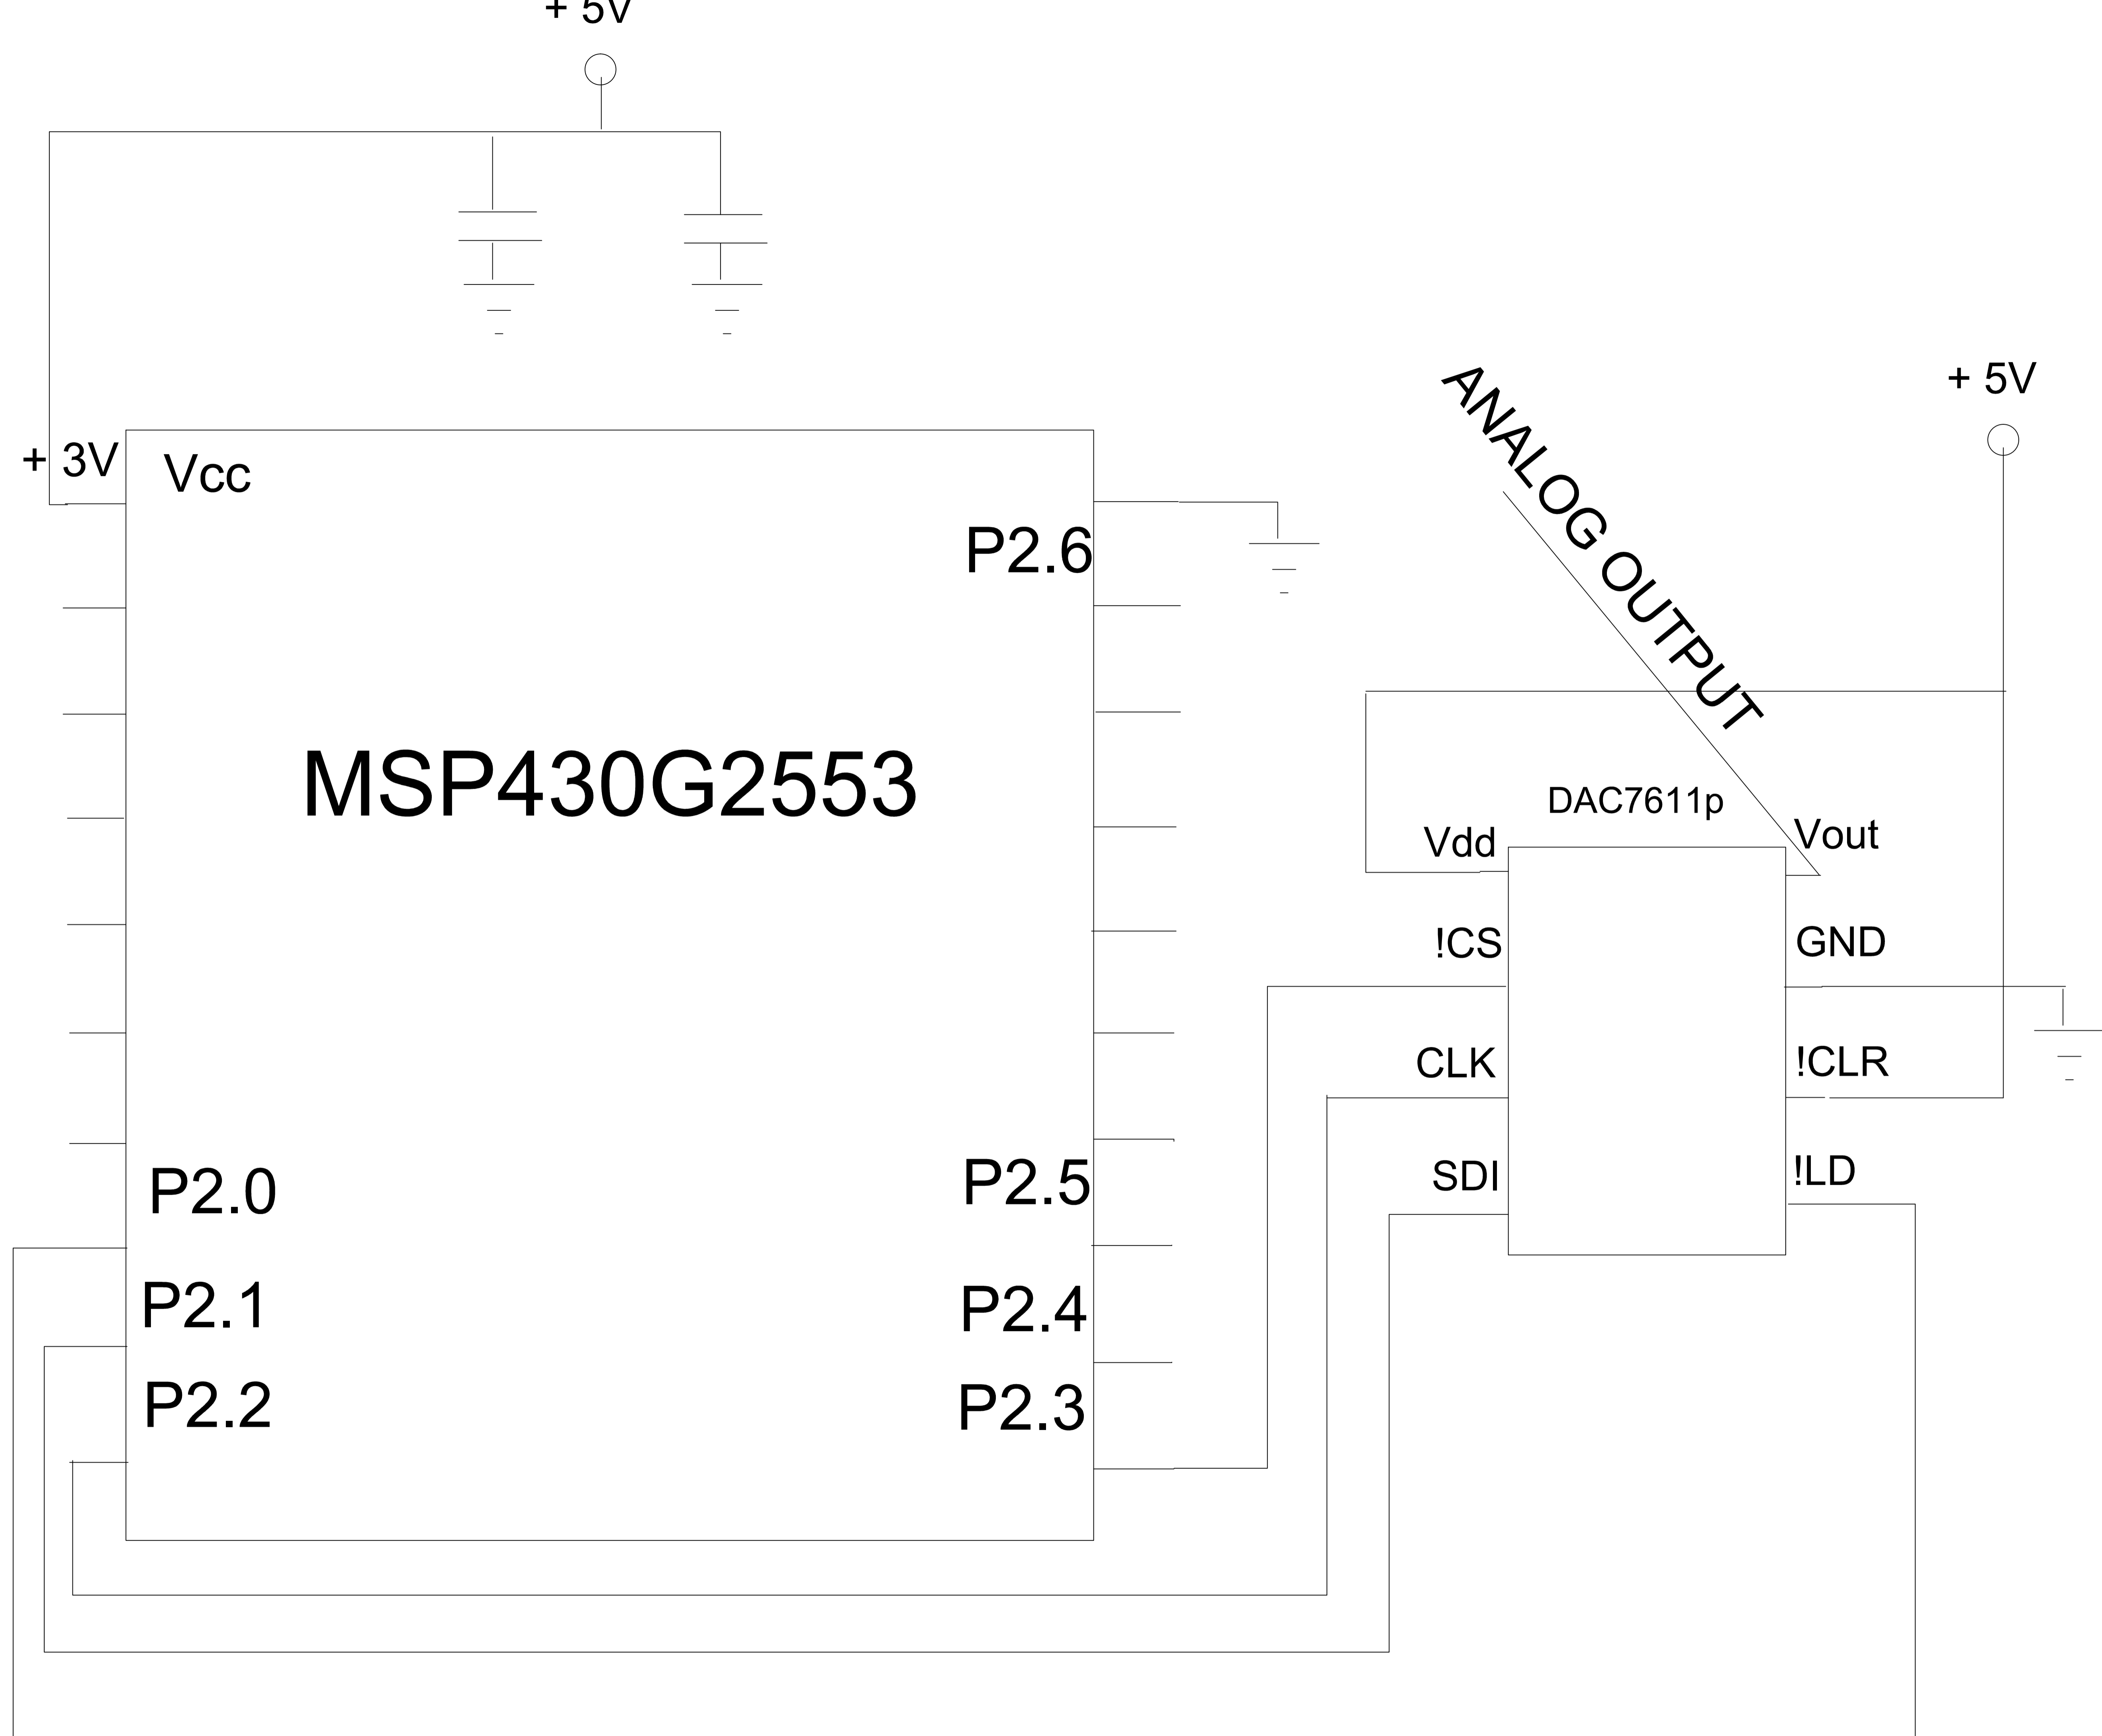 + 5V
+ 5V
ANALOG OUTPUT
+ 3V
Vcc
P2.6
MSP430G2553
DAC7611p
Vdd
Vout
!CS
GND
CLK
!CLR
SDI
!LD
P2.0
P2.5
P2.1
P2.4
P2.2
P2.3